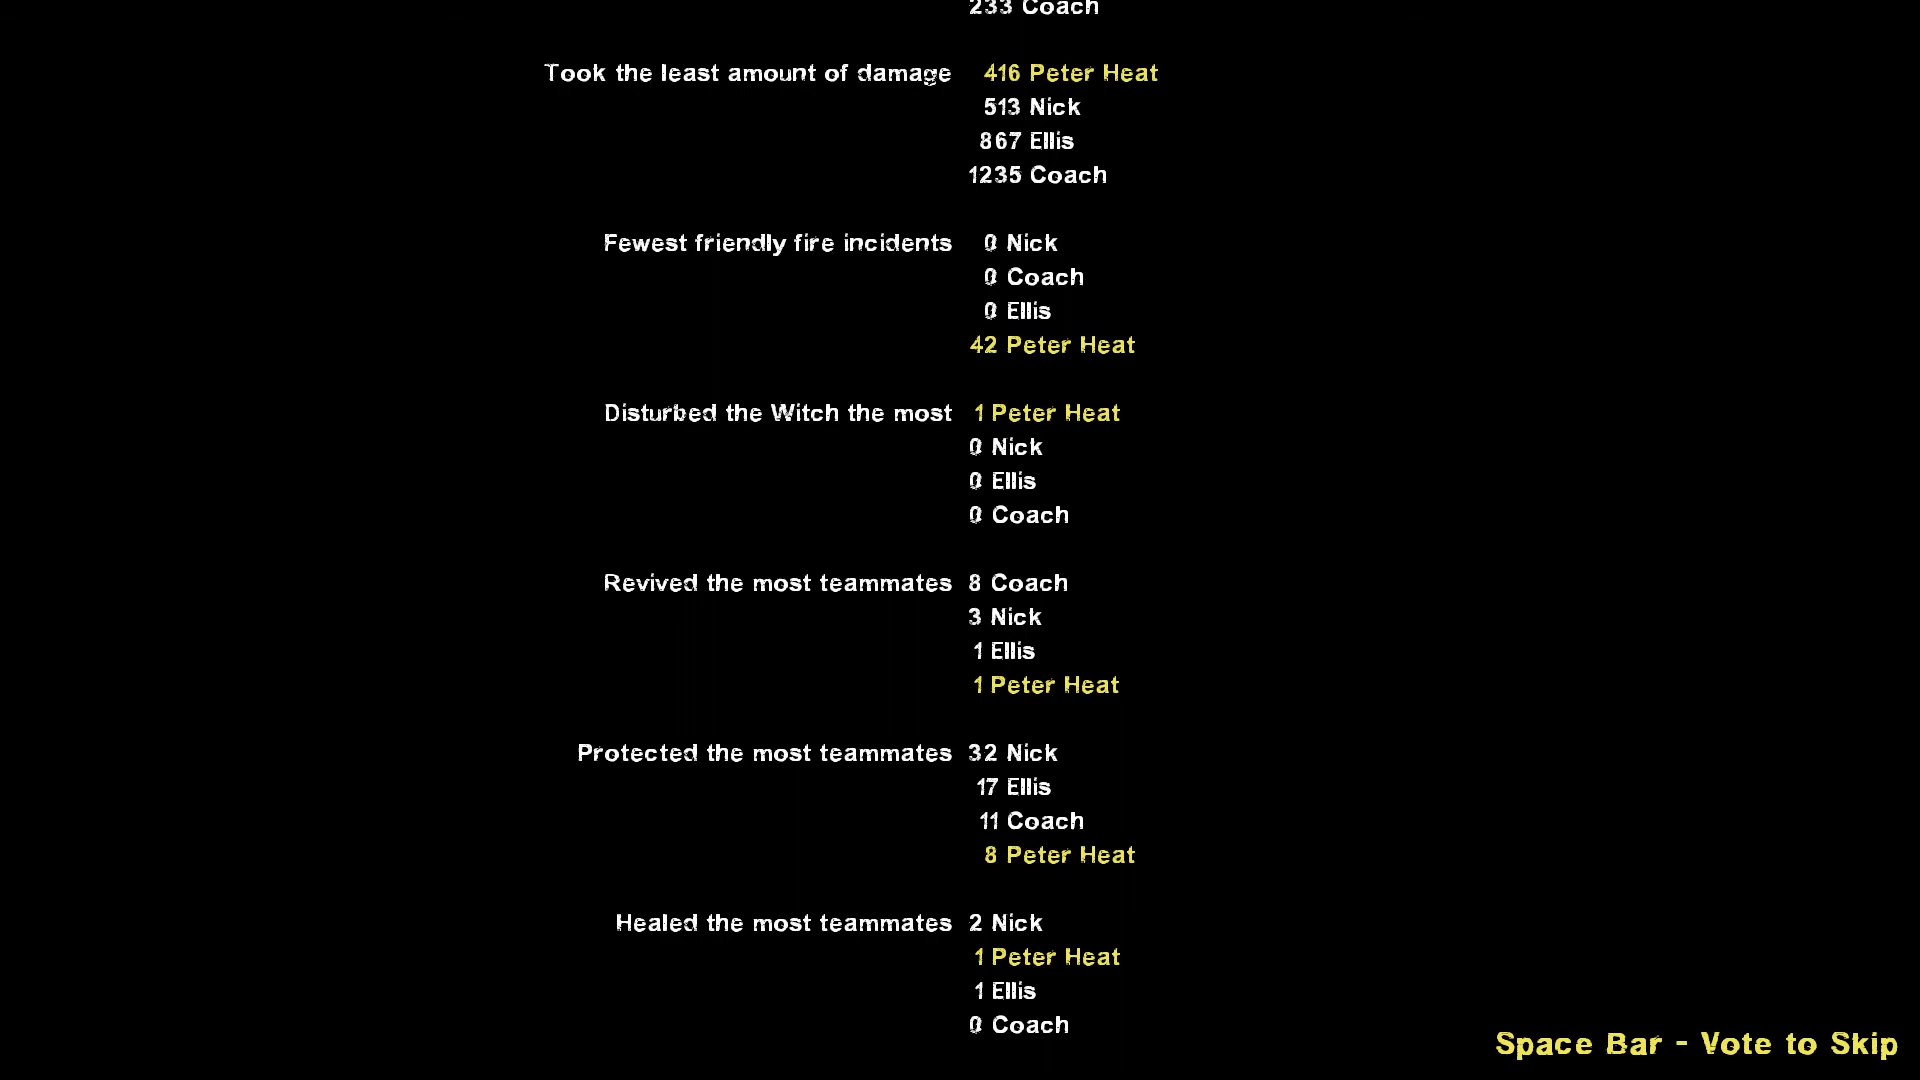 233 Coach
Took the least amount of damage 416 Peter Heat
513 Nick
867 Ellis
1235 Coach
Fewest friendly fire incidents 0 Nick
0 Coach
0 Ellis
42 Peter Heat
Disturbed the Witch the most 1 Peter Heat
0 Nick
0 Ellis
0 Coach
Revived the most teammates 8 Coach
3 Nick
1 Ellis
1 Peter Heat
Protected the most teammates 32 Nick
17 Ellis
11 Coach
8 Peter Heat
Healed the most teammates 2 Nick
1 Peter Heat
1 Ellis
0 Coach
Space Bar - Vote to Skip